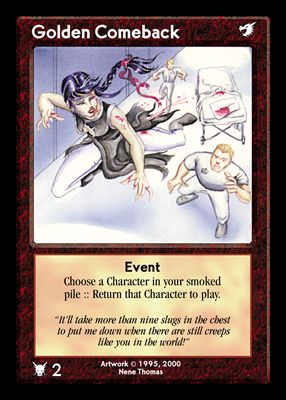 Golden Comeback
Event
Choose a Character in your smoked
pile :: Return that Character to play.
"It'll take more than nine slugs in the chest
to put me down when there are still creeps
like you in the world!"
2
Artwork © 1995, 2000
Nene Thomas